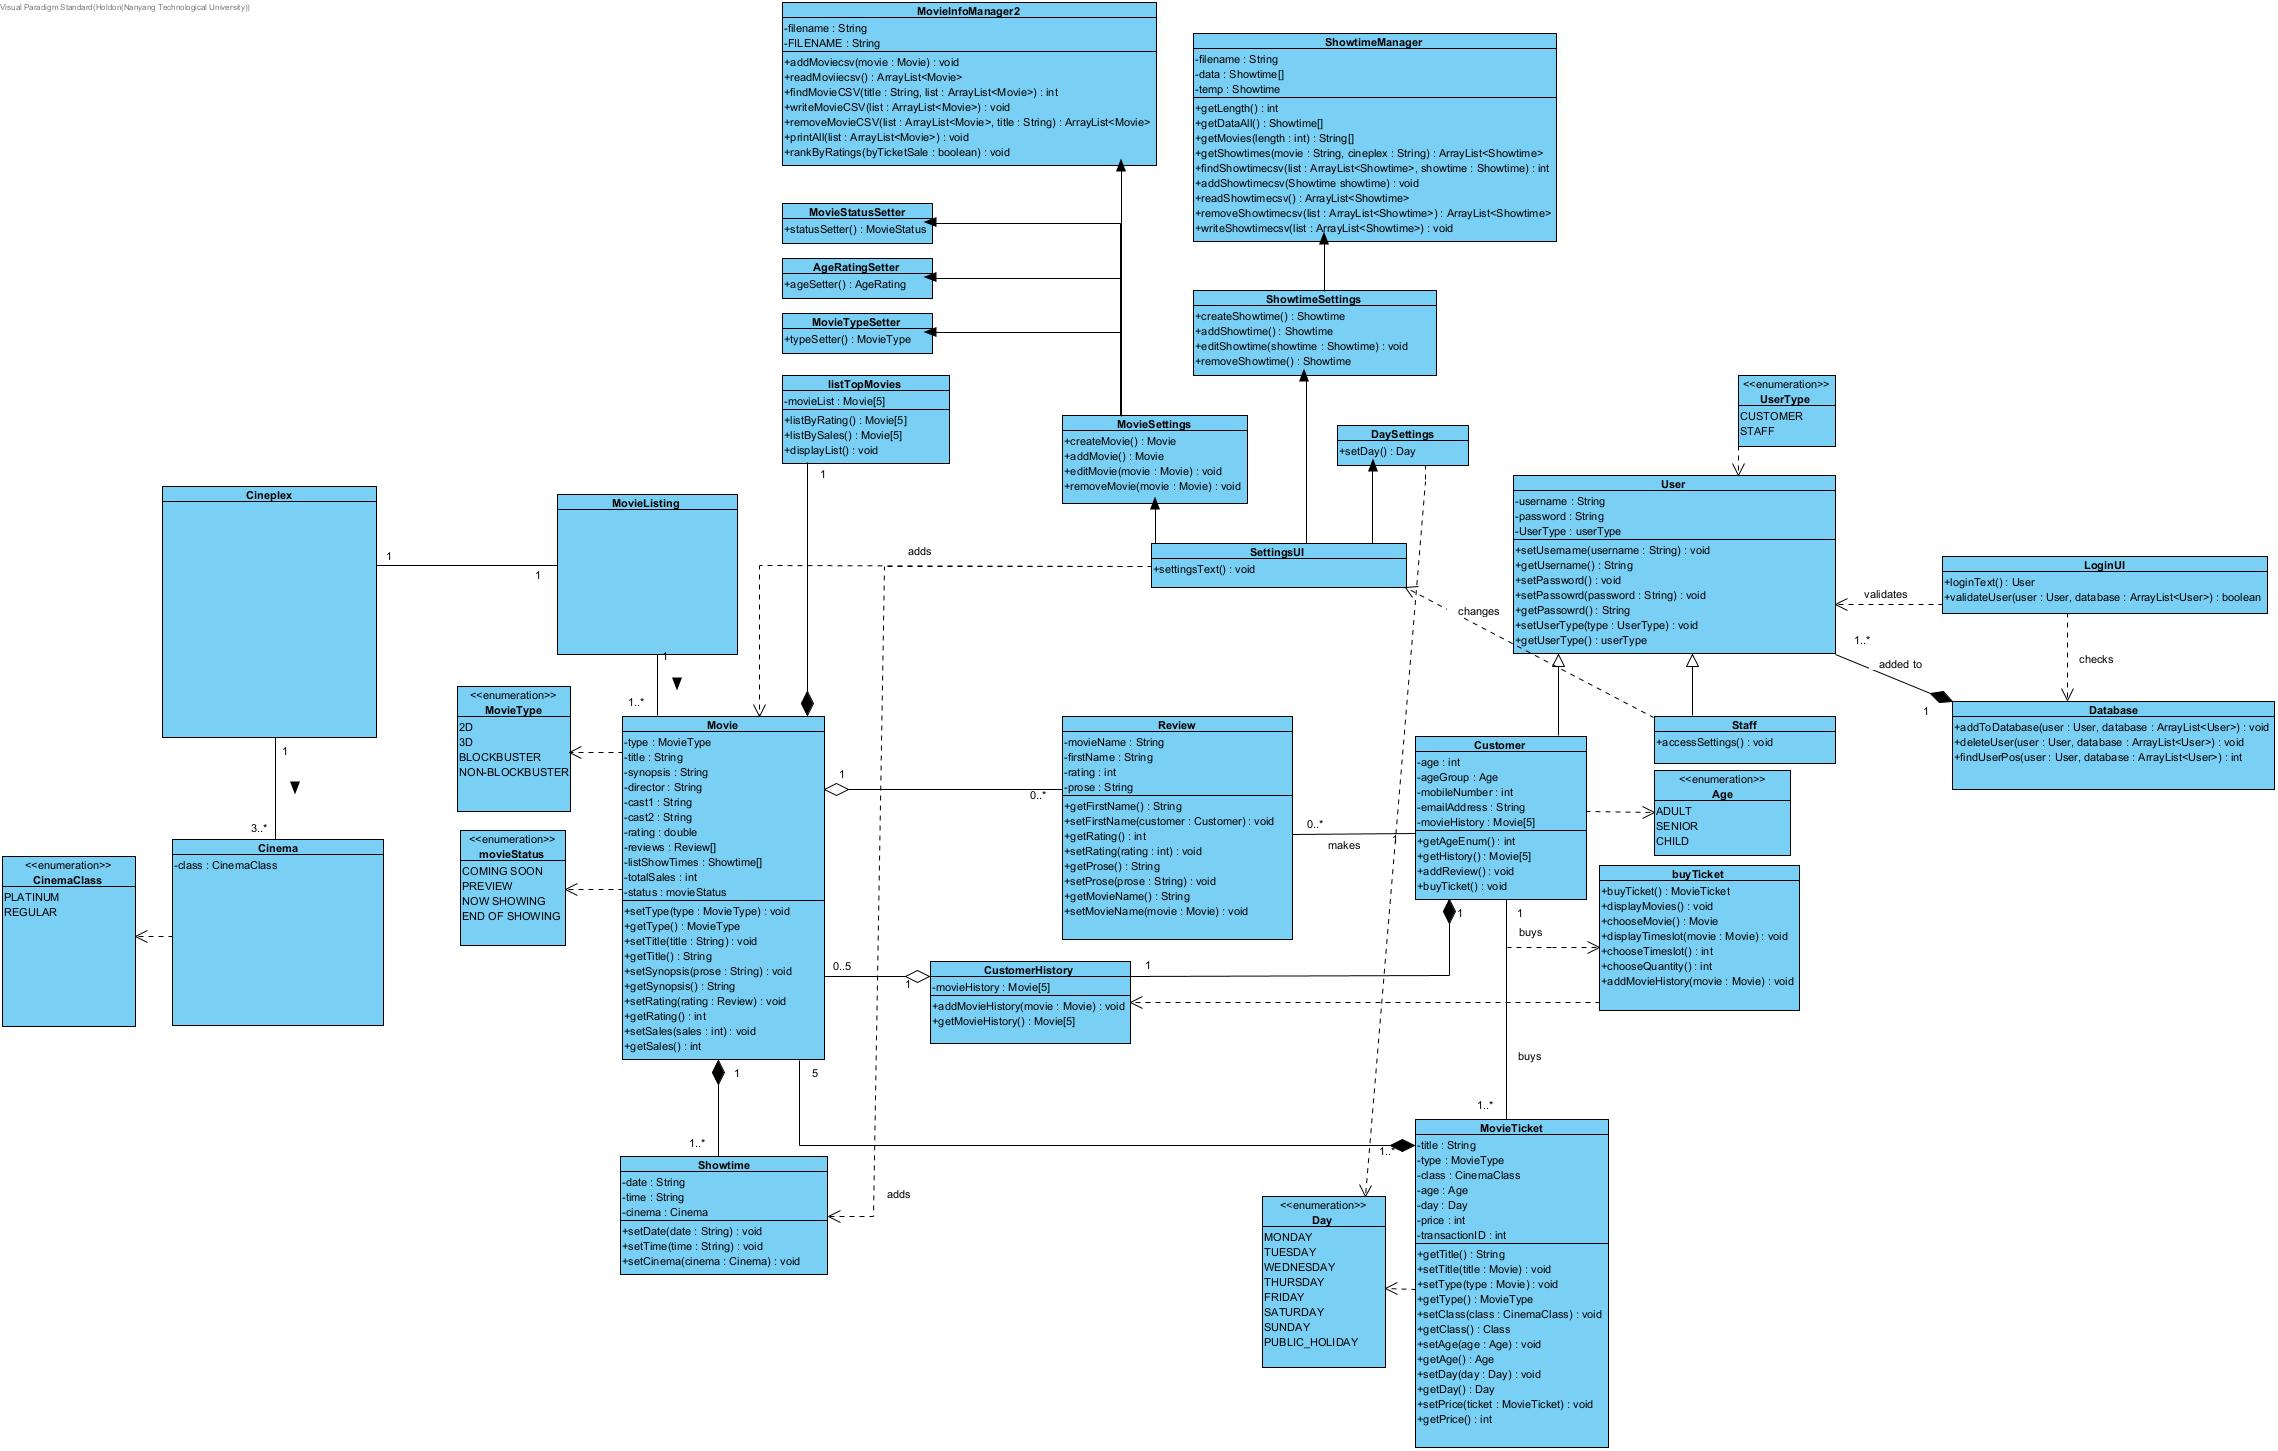 Visual Paradigm Standard(Holdon(Nanyang Technological University))
MovieInfoManager2
-filename : String
-FILENAME : String
+addMoviecsv(movie : Movie) : void
+readMoviiecsv() : ArrayList<Movie>
+findMovieCSV(title : String, list : ArrayList<Movie>) : int
+writeMovieCSV(list : ArrayList<Movie>) : void
+removeMovieCSV(list : ArrayList<Movie>, title : String) : ArrayList<Movie>
+printAll(list : ArrayList<Movie>) : void
+rankByRatings(byTicketSale : boolean) : void
ShowtimeManager
-filename : String
-data : Showtime[]
-temp : Showtime
+getLength() : int
+getDataAll() : Showtime[]
+getMovies(length : int) : String[]
+getShowtimes(movie : String, cineplex : String) : ArrayList<Showtime>
+findShowtimecsv(list : ArrayList<Showtime>, showtime : Showtime) : int
+addShowtimecsv(Showtime showtime) : void
+readShowtimecsv() : ArrayList<Showtime>
+removeShowtimecsv(list : ArrayList<Showtime>) : ArrayList<Showtime>
+writeShowtimecsv(list : ArrayList<Showtime>) : void
MovieStatusSetter
+statusSetter() : MovieStatus
AgeRatingSetter
+ageSetter() : AgeRating
MovieTypeSetter
+typeSetter() : MovieType
ShowtimeSettings
+createShowtime() : Showtime
+addShowtime() : Showtime
+editShowtime(showtime : Showtime) : void
+removeShowtime() : Showtime
listTopMovies
-movieList : Movie[5]
+listByRating() : Movie[5]
+listBySales() : Movie[5]
+displayList() : void
1
MovieSettings
+createMovie() : Movie
+addMovie() : Movie
+editMovie(movie : Movie) : void
+removeMovie(movie : Movie) : void
DaySettings
+setDay() : Day
<<enumeration>>
UserType
CUSTOMER
STAFF
User
-username : String
-password : String
-UserType : userType
+setUsername(username : String) : void
+getUsername() : String
+setPassword() : void
+setPassowrd(password : String) : void
+getPassowrd() : String
+setUserType(type : UserType) : void
+getUserType() : userType
Cineplex
1
1
MovieListing
1
1..*
adds
SettingsUI
+settingsText() : void
changes
validates
LoginUI
+loginText() : User
+validateUser(user : User, database : ArrayList<User>) : boolean
1..*
added to
1
checks
Database
+addToDatabase(user : User, database : ArrayList<User>) : void
+deleteUser(user : User, database : ArrayList<User>) : void
+findUserPos(user : User, database : ArrayList<User>) : int
1
3..*
<<enumeration>>
MovieType
2D
3D
BLOCKBUSTER
NON-BLOCKBUSTER
<<enumeration>>
movieStatus
COMING SOON
PREVIEW
NOW SHOWING
END OF SHOWING
Movie
-type : MovieType
-title : String
-synopsis : String
-director : String
-cast1 : String
-cast2 : String
-rating : double
-reviews : Review[]
-listShowTimes : Showtime[]
-totalSales : int
-status : movieStatus
+setType(type : MovieType) : void
+getType() : MovieType
+setTitle(title : String) : void
+getTitle() : String
+setSynopsis(prose : String) : void
+getSynopsis() : String
+setRating(rating : Review) : void
+getRating() : int
+setSales(sales : int) : void
+getSales() : int
1
0..*
Review
-movieName : String
-firstName : String
-rating : int
-prose : String
+getFirstName() : String
+setFirstName(customer : Customer) : void
+getRating() : int
+setRating(rating : int) : void
+getProse() : String
+setProse(prose : String) : void
+getMovieName() : String
+setMovieName(movie : Movie) : void
0..*
makes
1
Customer
-age : int
-ageGroup : Age
-mobileNumber : int
-emailAddress : String
-movieHistory : Movie[5]
+getAgeEnum() : int
+getHistory() : Movie[5]
+addReview() : void
+buyTicket() : void
Staff
+accessSettings() : void
<<enumeration>>
Age
ADULT
SENIOR
CHILD
buyTicket
+buyTicket() : MovieTicket
+displayMovies() : void
+chooseMovie() : Movie
+displayTimeslot(movie : Movie) : void
+chooseTimeslot() : int
+chooseQuantity() : int
+addMovieHistory(movie : Movie) : void
<<enumeration>>
CinemaClass
PLATINUM
REGULAR
Cinema
-class : CinemaClass
0..5
1
CustomerHistory
-movieHistory : Movie[5]
+addMovieHistory(movie : Movie) : void
+getMovieHistory() : Movie[5]
1
1
1
buys
buys
1..*
1
1..*
5
1..*
Showtime
-date : String
-time : String
-cinema : Cinema
+setDate(date : String) : void
+setTime(time : String) : void
+setCinema(cinema : Cinema) : void
adds
<<enumeration>>
Day
MONDAY
TUESDAY
WEDNESDAY
THURSDAY
FRIDAY
SATURDAY
SUNDAY
PUBLIC_HOLIDAY
MovieTicket
-title : String
-type : MovieType
-class : CinemaClass
-age : Age
-day : Day
-price : int
-transactionID : int
+getTitle() : String
+setTitle(title : Movie) : void
+setType(type : Movie) : void
+getType() : MovieType
+setClass(class : CinemaClass) : void
+getClass() : Class
+setAge(age : Age) : void
+getAge() : Age
+setDay(day : Day) : void
+getDay() : Day
+setPrice(ticket : MovieTicket) : void
+getPrice() : int